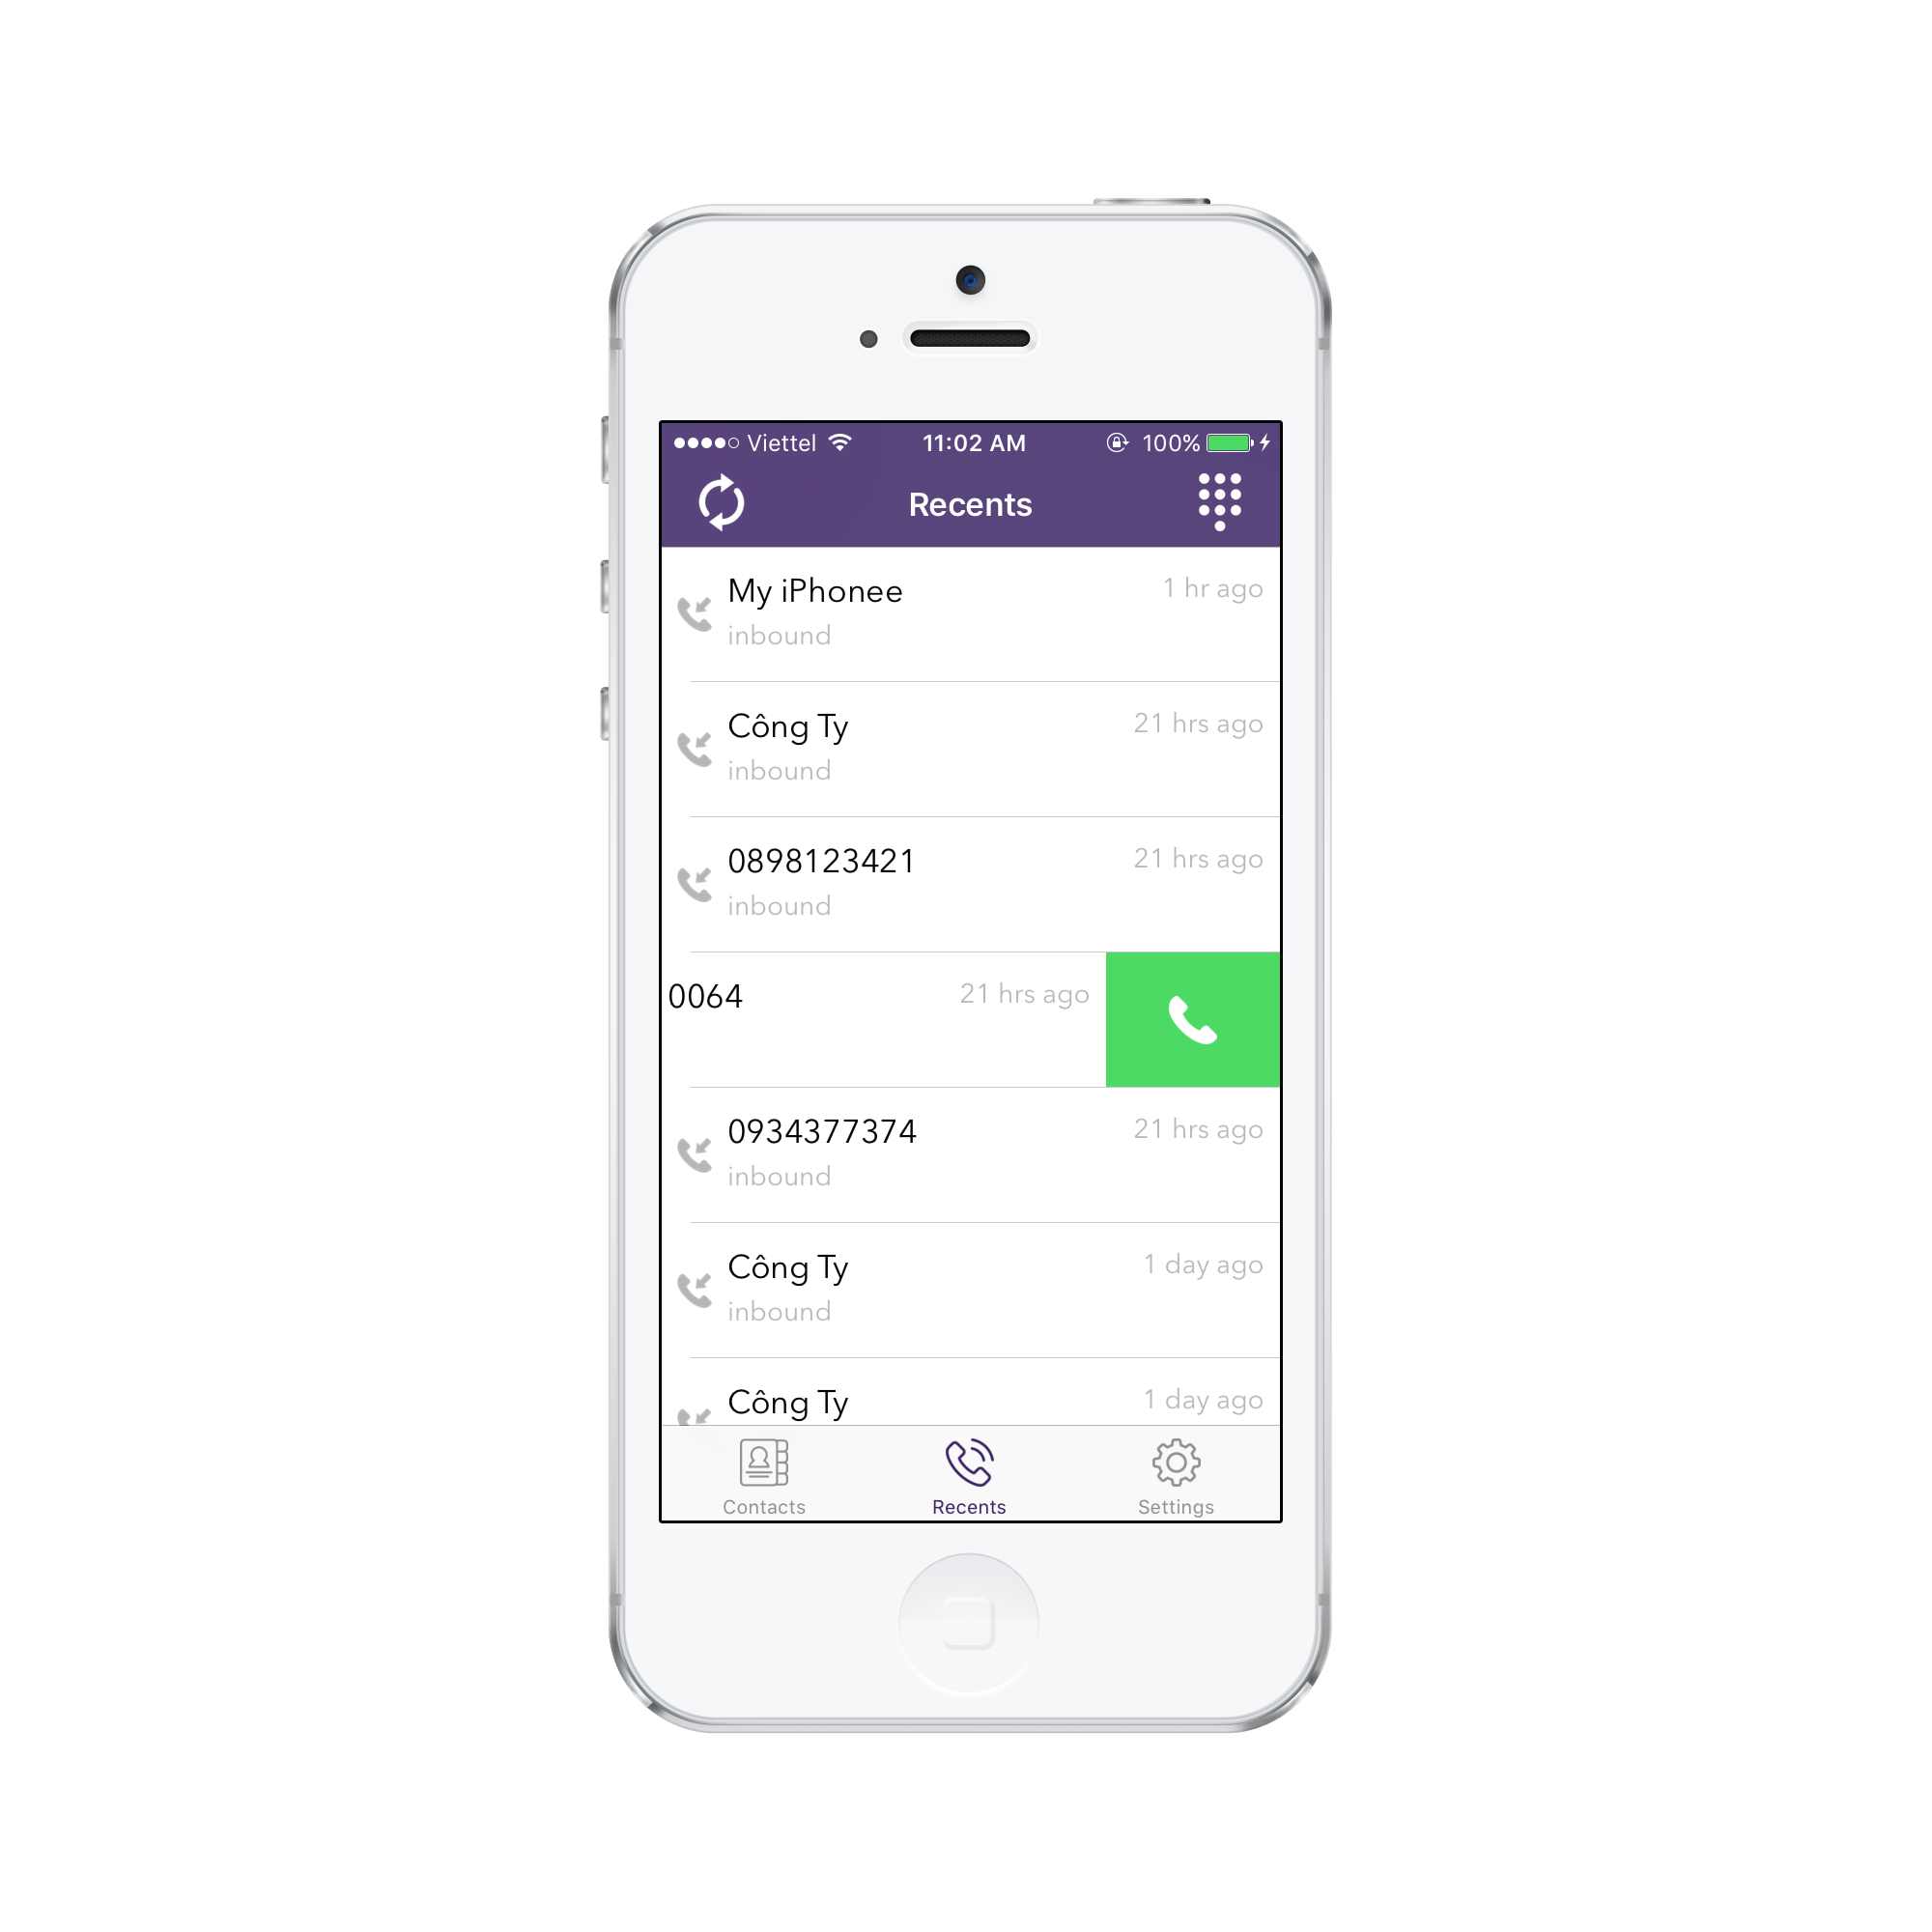 Viettel 11:02 AM 100%
Recents
My iPhonee 1 hr ago
inbound
Công Ty 21 hrs ago
inbound
0898123421 21 hrs ago
inbound
0064 21 hrs ago
0934377374 21 hrs ago
inbound
Công Ty 1 day ago
inbound
Công Ty 1 day ago
Contacts Recents Settings